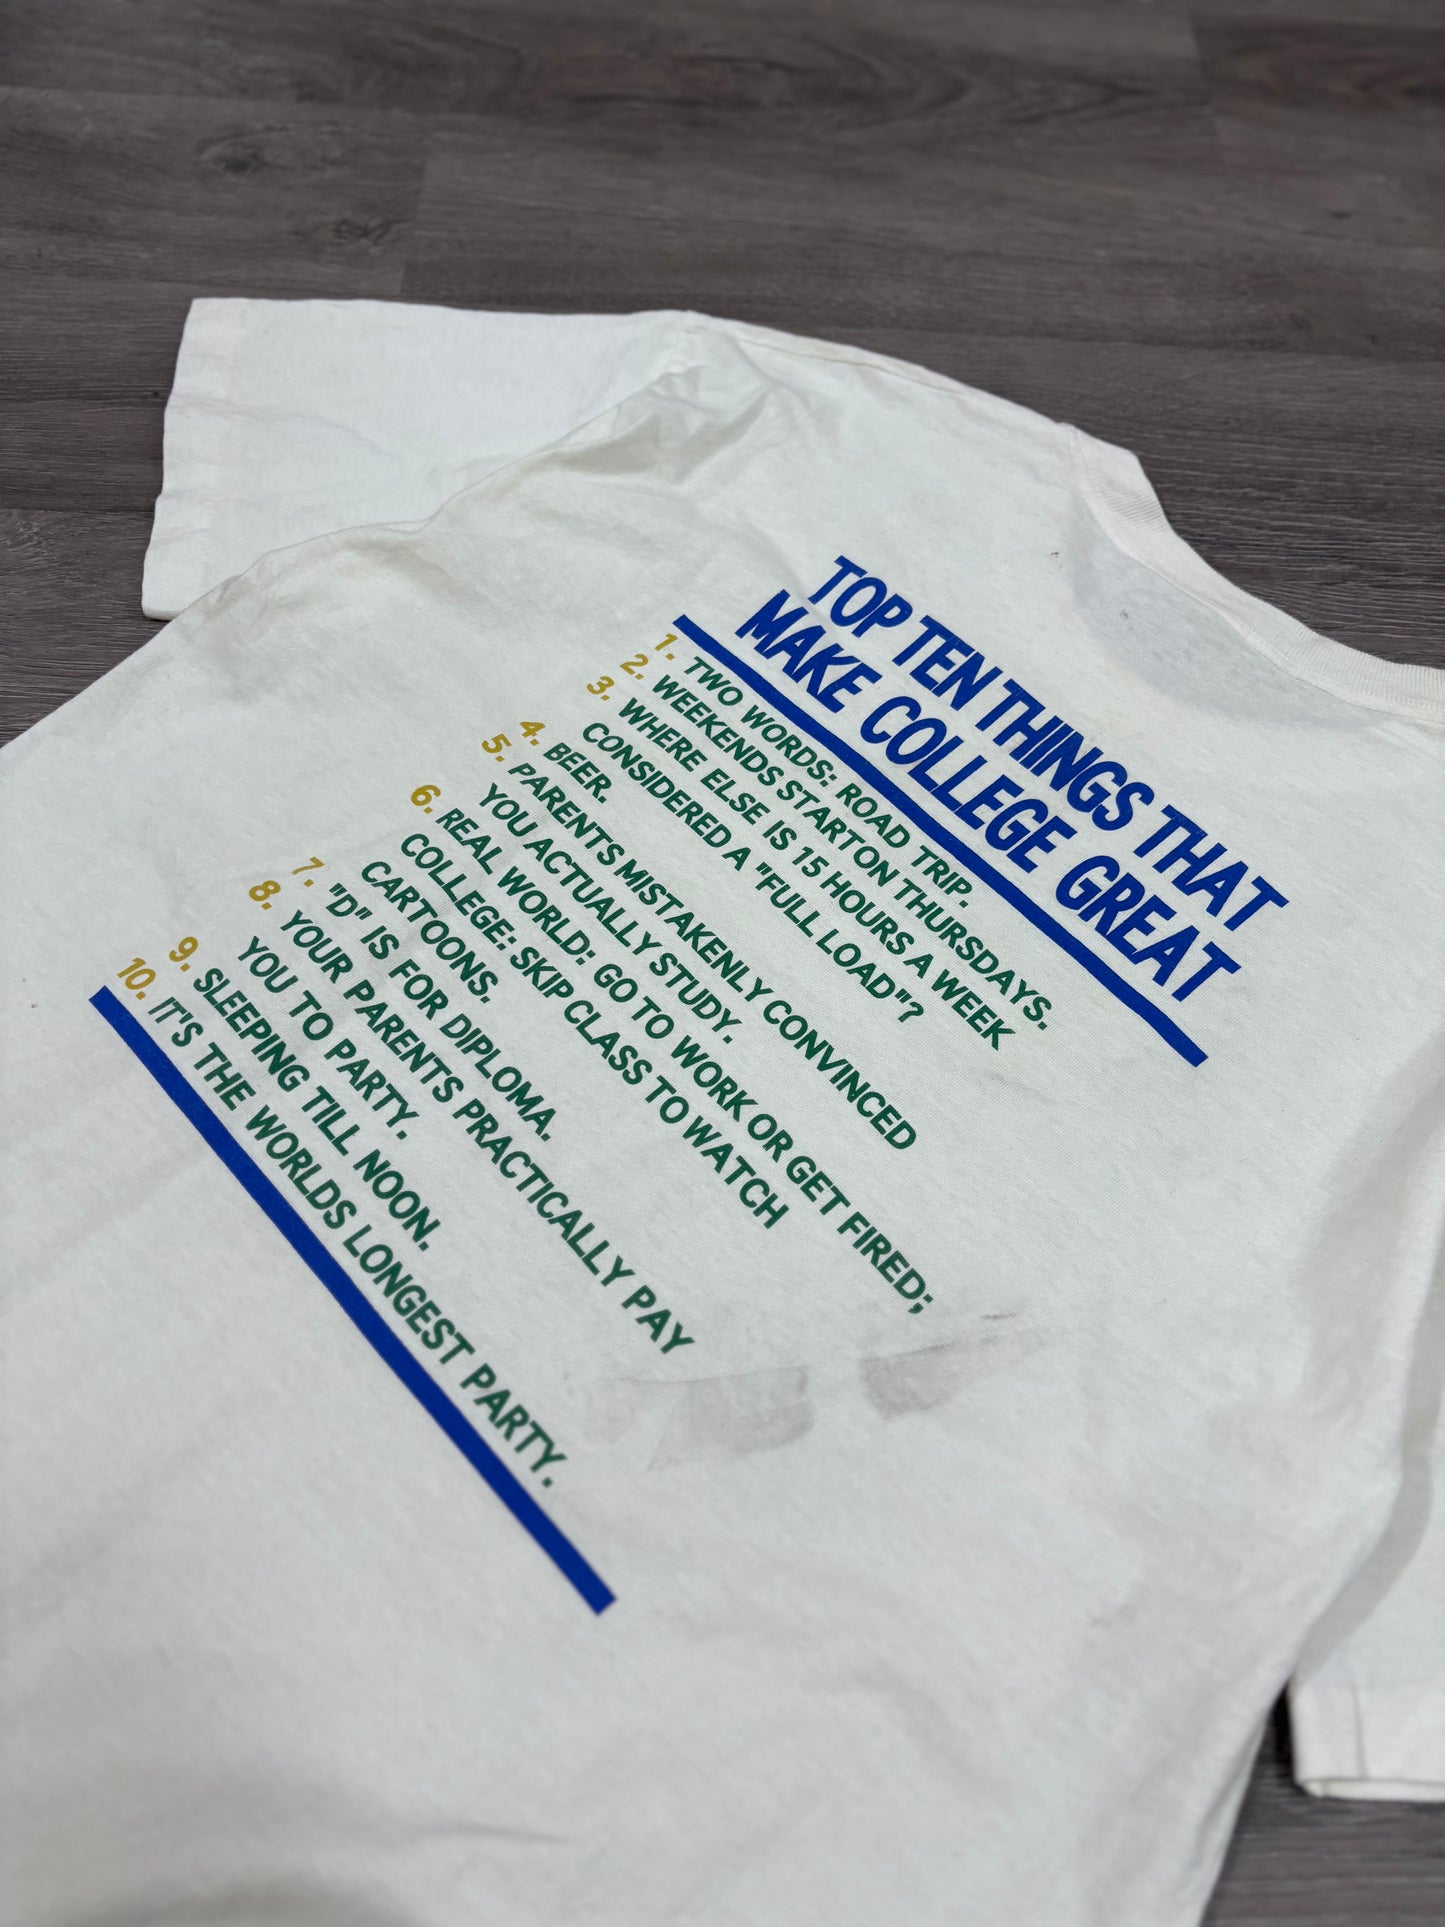 TOP TEN THINGS THAT
MAKE COLLEGE GREAT
1. TWO WORDS: ROAD TRIP.
2. WEEKENDS START ON THURSDAYS.
3. WHERE ELSE IS 15 HOURS A WEEK
CONSIDERED A "FULL LOAD"?
4. BEER.
5. PARENTS MISTAKENLY CONVINCED
YOU ACTUALLY STUDY.
6. REAL WORLD: GO TO WORK OR GET FIRED;
COLLEGE: SKIP CLASS TO WATCH
CARTOONS.
7. "D" IS FOR DIPLOMA.
8. YOUR PARENTS PRACTICALLY PAY
YOU TO PARTY.
9. SLEEPING TILL NOON.
10. IT'S THE WORLDS LONGEST PARTY.